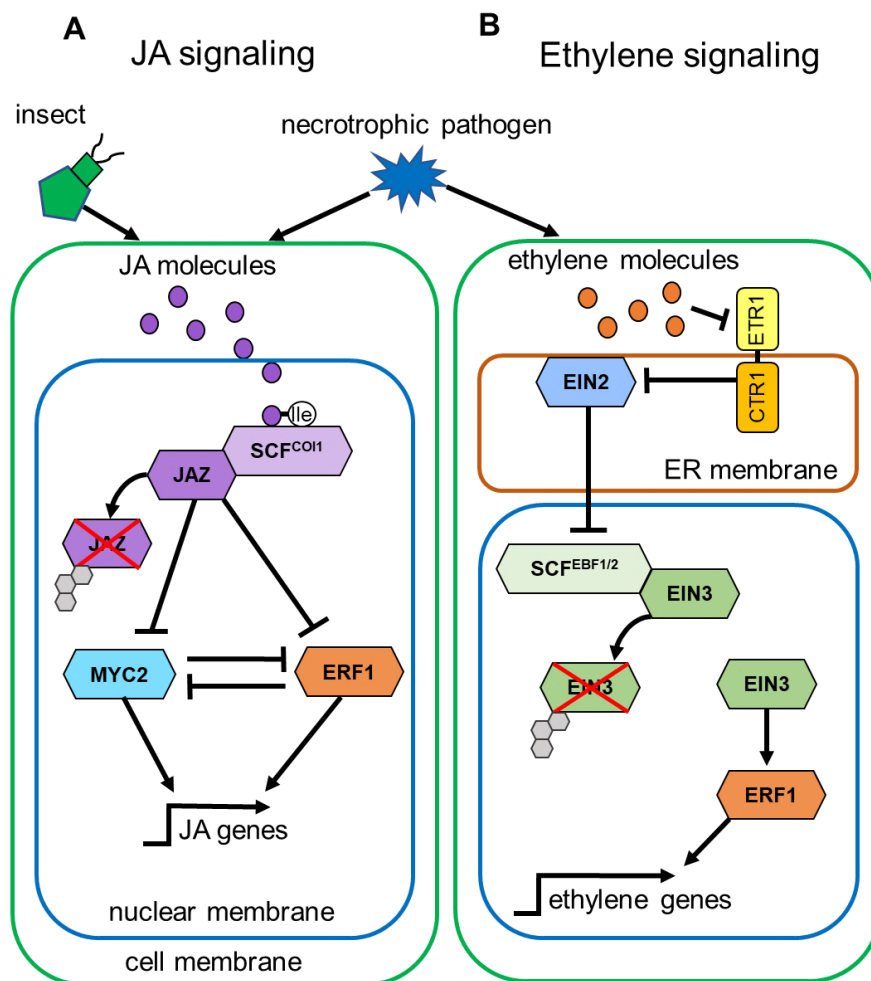 A
JA signaling
B
Ethylene signaling
insect
necrotrophic pathogen
JA molecules
Ile
SCFCOI1
JAZ
JAZ
MYC2
ERF1
JA genes
nuclear membrane
cell membrane
ethylene molecules
ETR1
EIN2
CTR1
ER membrane
SCFEBF1/2
EIN3
EIN3
EIN3
ERF1
ethylene genes